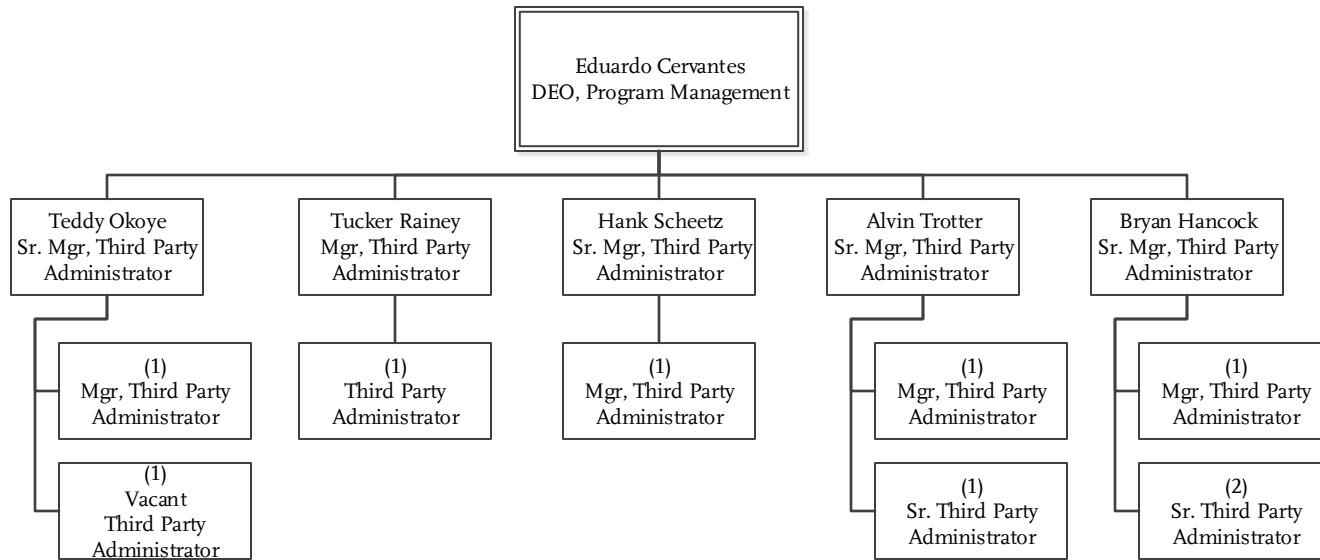 Eduardo Cervantes
DEO, Program Management
Teddy Okoye
Sr. Mgr, Third Party
Administrator
Tucker Rainey
Mgr, Third Party
Administrator
Hank Scheetz
Sr. Mgr, Third Party
Administrator
Alvin Trotter
Sr. Mgr, Third Party
Administrator
Bryan Hancock
Sr. Mgr, Third Party
Administrator
(1)
Mgr, Third Party
Administrator
(1)
Third Party
Administrator
(1)
Mgr, Third Party
Administrator
(1)
Mgr, Third Party
Administrator
(1)
Mgr, Third Party
Administrator
(1)
Vacant
Third Party
Administrator
(1)
Sr. Third Party
Administrator
(2)
Sr. Third Party
Administrator